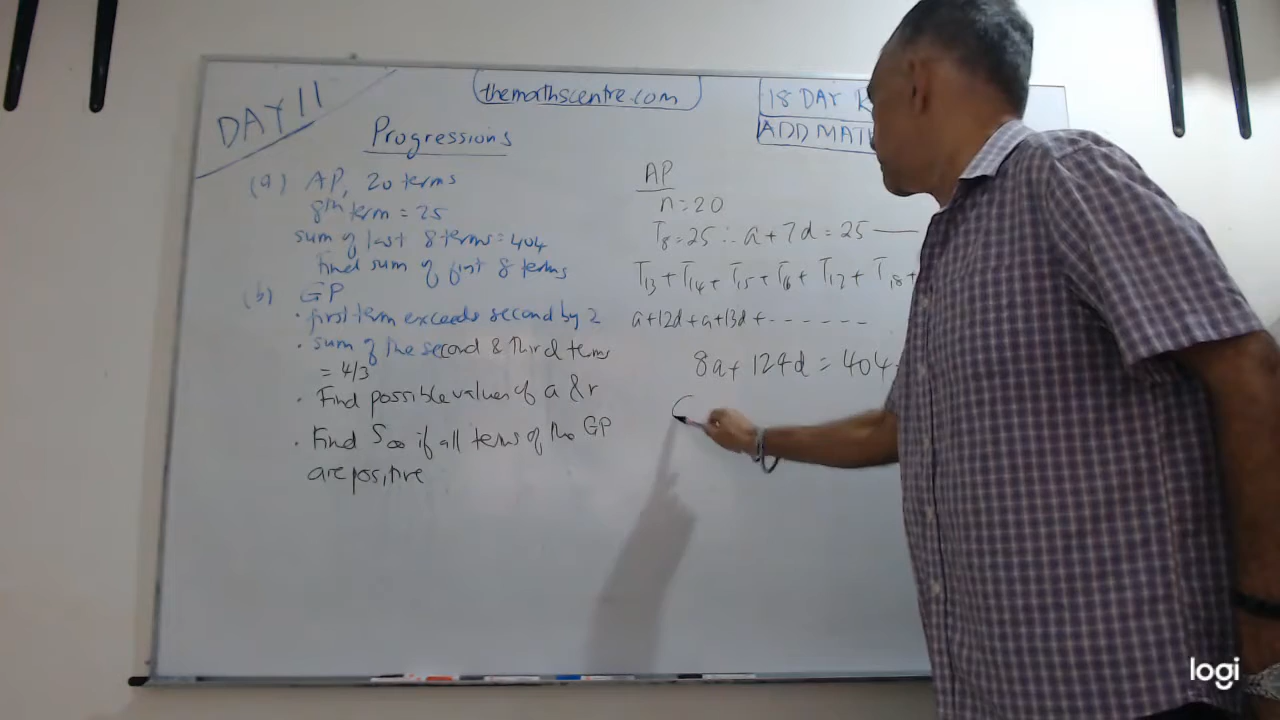 DAY 11
themathscentre.com
18 DAY
ADD MAT
Progressions
(a) AP, 20 terms
8th term = 25
sum of last 8 terms = 404
Find sum of first 8 terms
(b) GP
· first term exceeds second by 2
· sum of the second & third terms
= 4/3
· Find possible values of a & r
· Find S∞ if all terms of the GP
are positive
AP
n = 20
T8 = 25 ∴ a + 7d = 25 —
T13 + T14 + T15 + T16 + T17 + T18 +
a + 12d + a + 13d + - - - - - -
8a + 124d = 404
logi